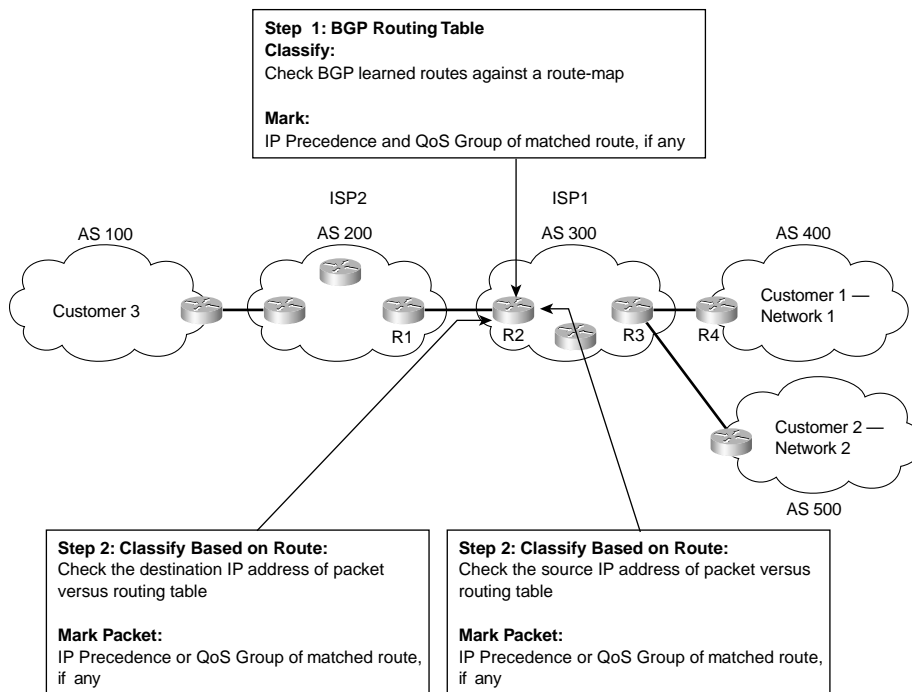 Step 1: BGP Routing Table
Classify:
Check BGP learned routes against a route-map
Mark:
IP Precedence and QoS Group of matched route, if any
ISP2
ISP1
AS 100
AS 200
AS 300
AS 400
Customer 3
R1
R2
R3
R4
Customer 1 —
Network 1
Customer 2 —
Network 2
AS 500
Step 2: Classify Based on Route:
Check the destination IP address of packet
versus routing table
Mark Packet:
IP Precedence or QoS Group of matched route,
if any
Step 2: Classify Based on Route:
Check the source IP address of packet versus
routing table
Mark Packet:
IP Precedence or QoS Group of matched route,
if any